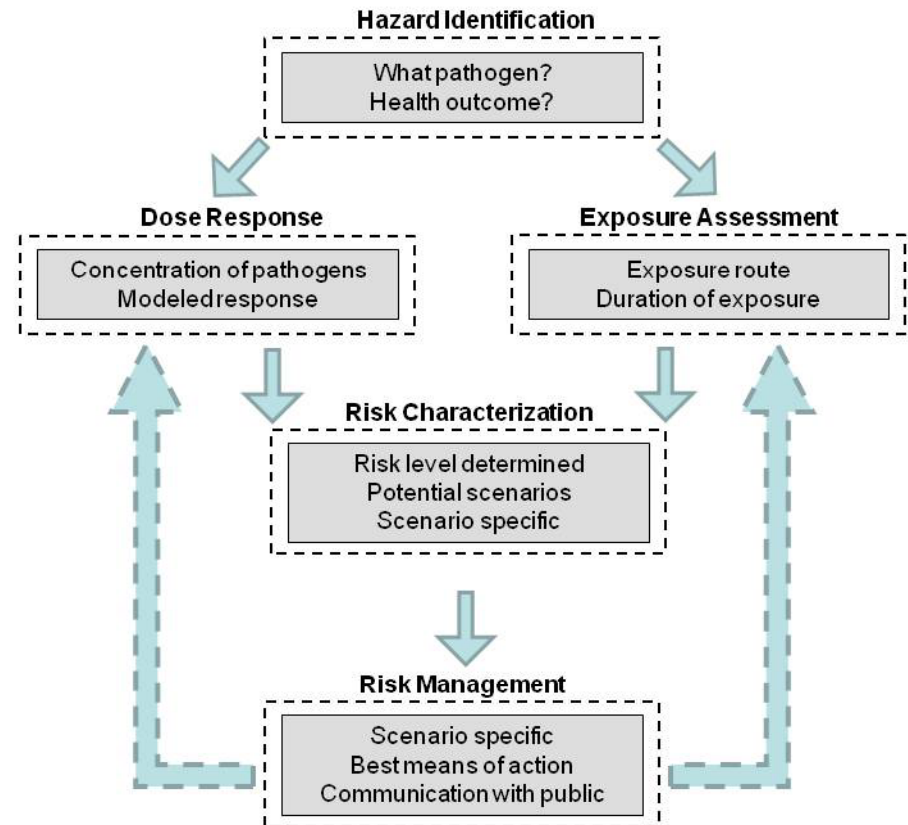 Hazard Identification
What pathogen?
Health outcome?
Dose Response
Concentration of pathogens
Modeled response
Exposure Assessment
Exposure route
Duration of exposure
Risk Characterization
Risk level determined
Potential scenarios
Scenario specific
Risk Management
Scenario specific
Best means of action
Communication with public